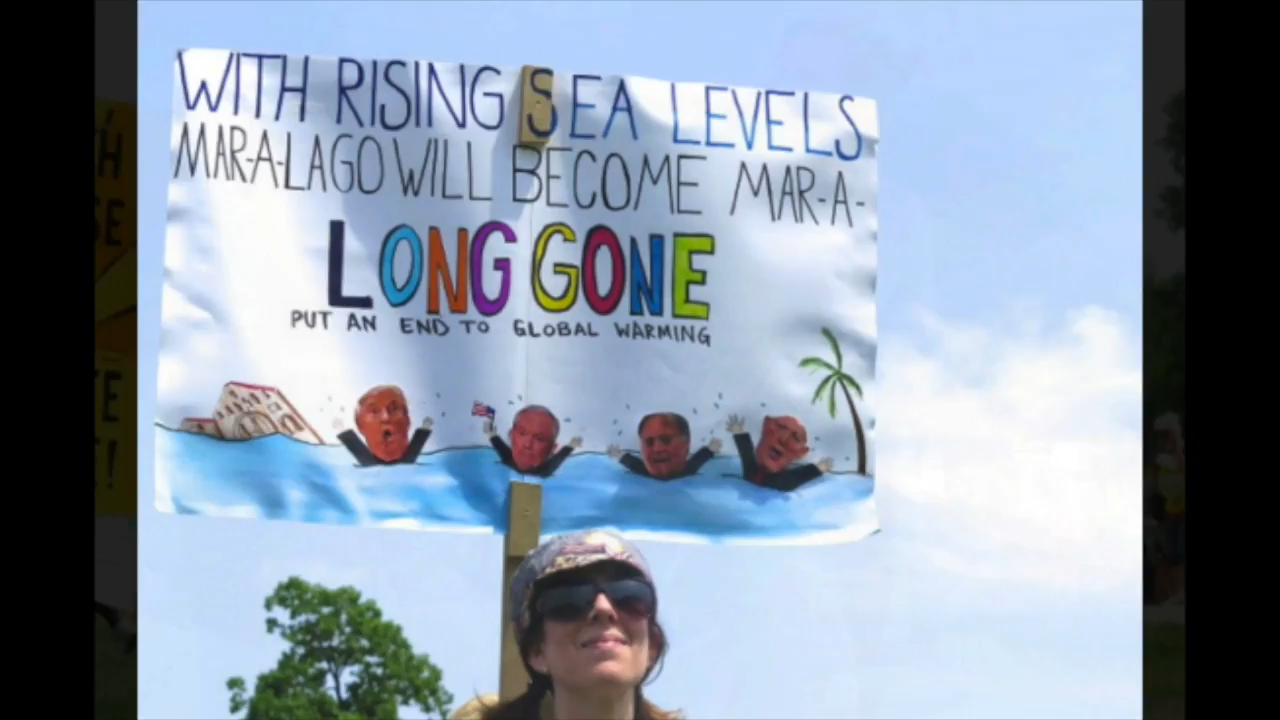 WITH RISING SEA LEVELS
MAR-A-LAGO WILL BECOME MAR-A-
LONG GONE
PUT AN END TO GLOBAL WARMING